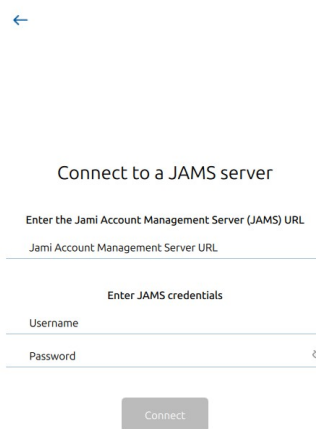 Connect to a JAMS server
Enter the Jami Account Management Server (JAMS) URL
Jami Account Management Server URL
Enter JAMS credentials
Username
Password
Connect